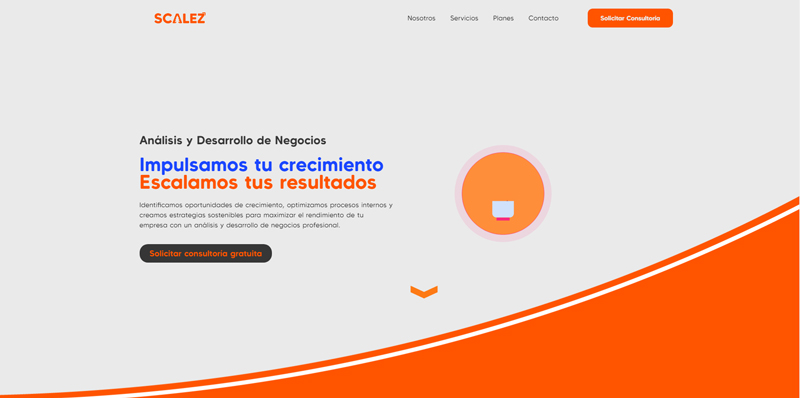 SCALEZ
Nosotros
Servicios
Planes
Contacto
Solicitar Consultoría
Análisis y Desarrollo de Negocios
Impulsamos tu crecimiento
Escalamos tus resultados
Identificamos oportunidades de crecimiento, optimizamos procesos internos y
creamos estrategias sostenibles para maximizar el rendimiento de tu
empresa con un análisis y desarrollo de negocios profesional.
Solicitar consultoría gratuita